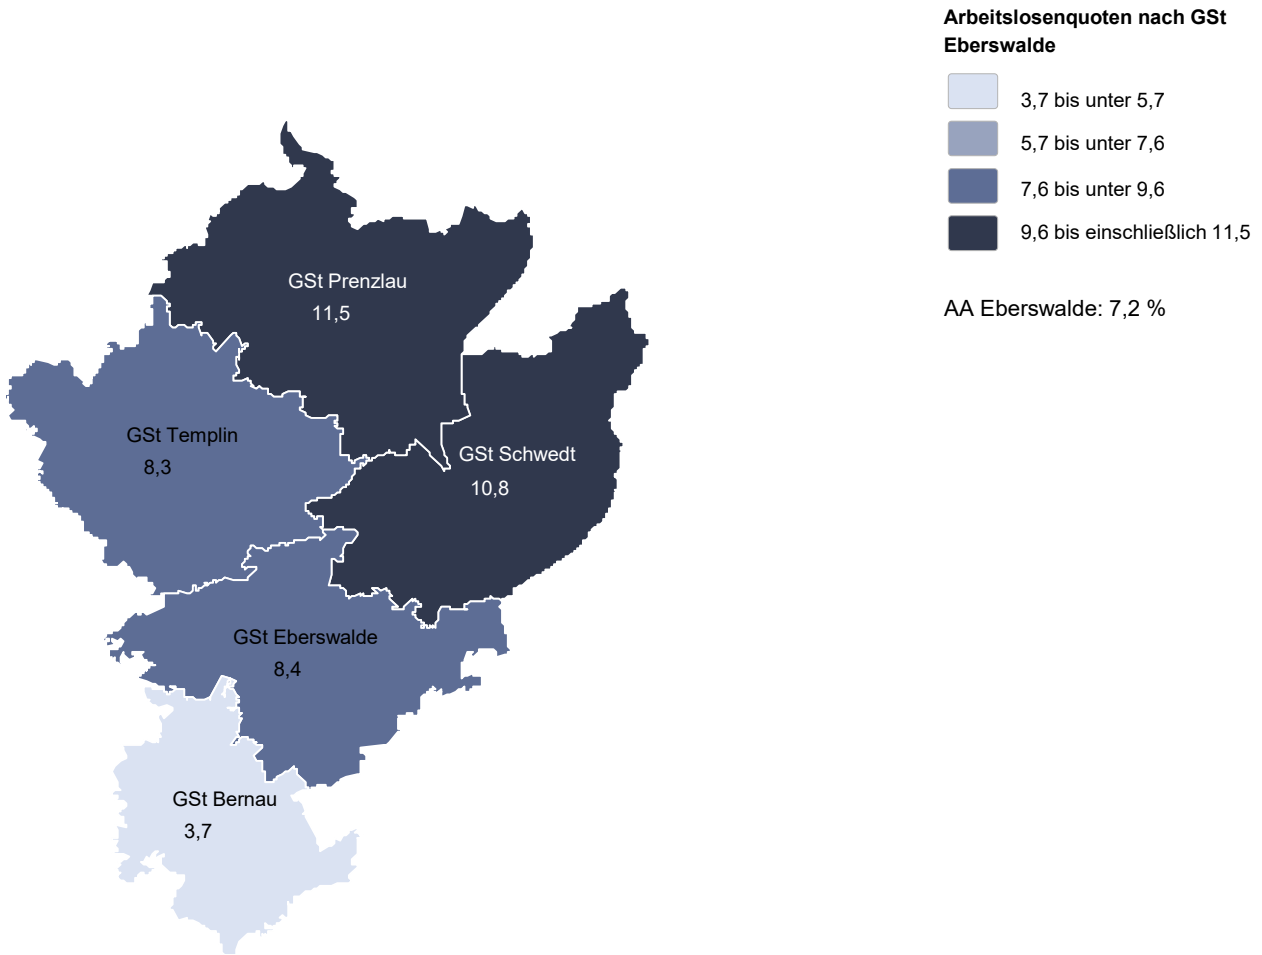 Arbeitslosenquoten nach GSt
Eberswalde
3,7 bis unter 5,7
5,7 bis unter 7,6
7,6 bis unter 9,6
9,6 bis einschließlich 11,5
AA Eberswalde: 7,2 %
GSt Prenzlau
11,5
GSt Templin
8,3
GSt Schwedt
10,8
GSt Eberswalde
8,4
GSt Bernau
3,7